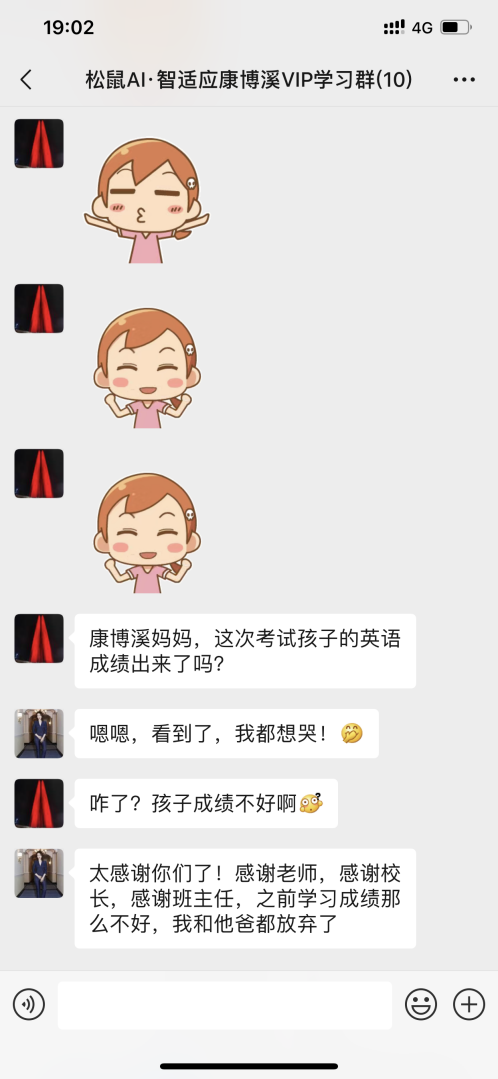 19:02
4G
松鼠AI·智适应康博溪VIP学习群(10)
康博溪妈妈，这次考试孩子的英语
成绩出来了吗？
嗯嗯，看到了，我都想哭！🤭
咋了？孩子成绩不好啊
太感谢你们了！感谢老师，感谢校
长，感谢班主任，之前学习成绩那
么不好，我和他爸都放弃了